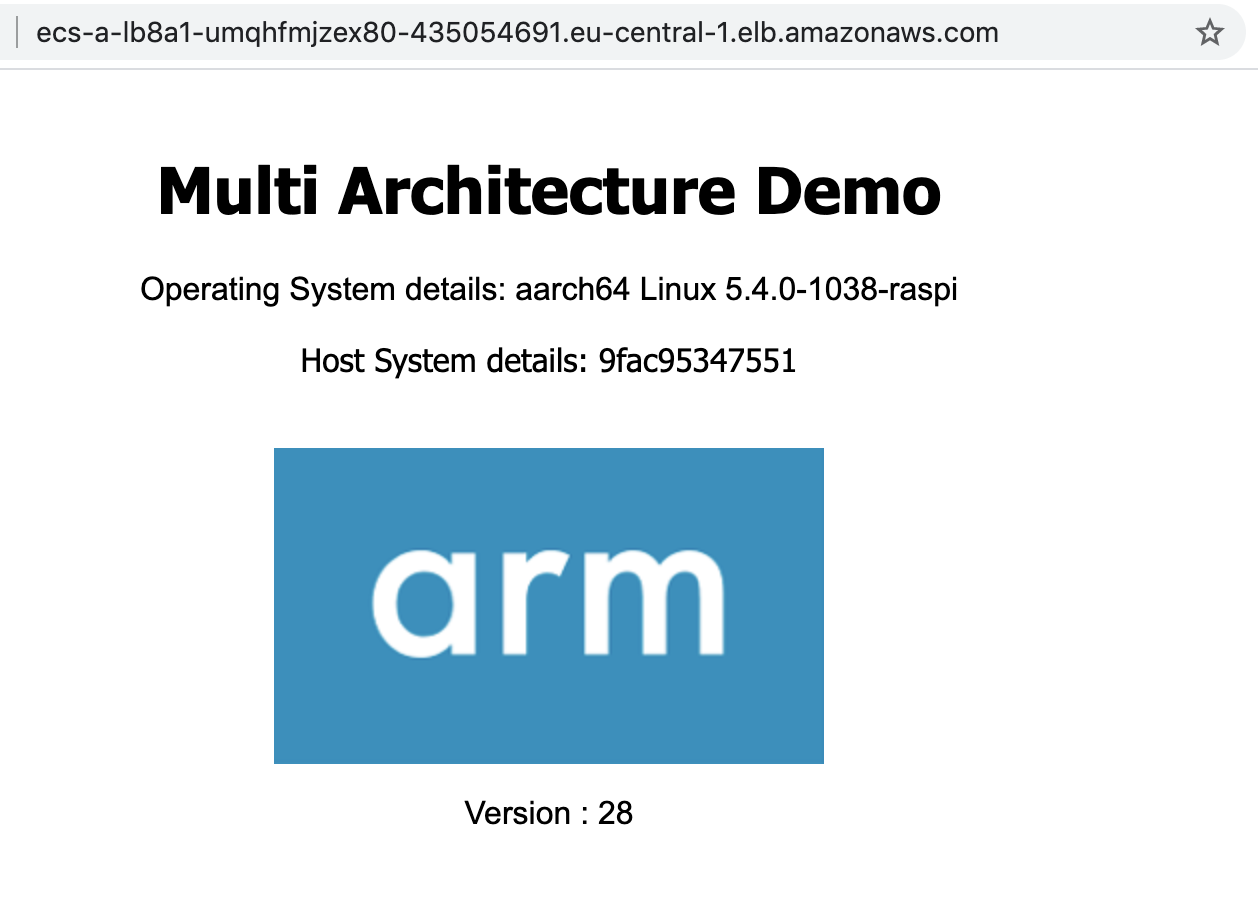 ecs-a-lb8a1-umqhfmjzex80-435054691.eu-central-1.elb.amazonaws.com
Multi Architecture Demo
Operating System details: aarch64 Linux 5.4.0-1038-raspi
Host System details: 9fac95347551
arm
Version : 28